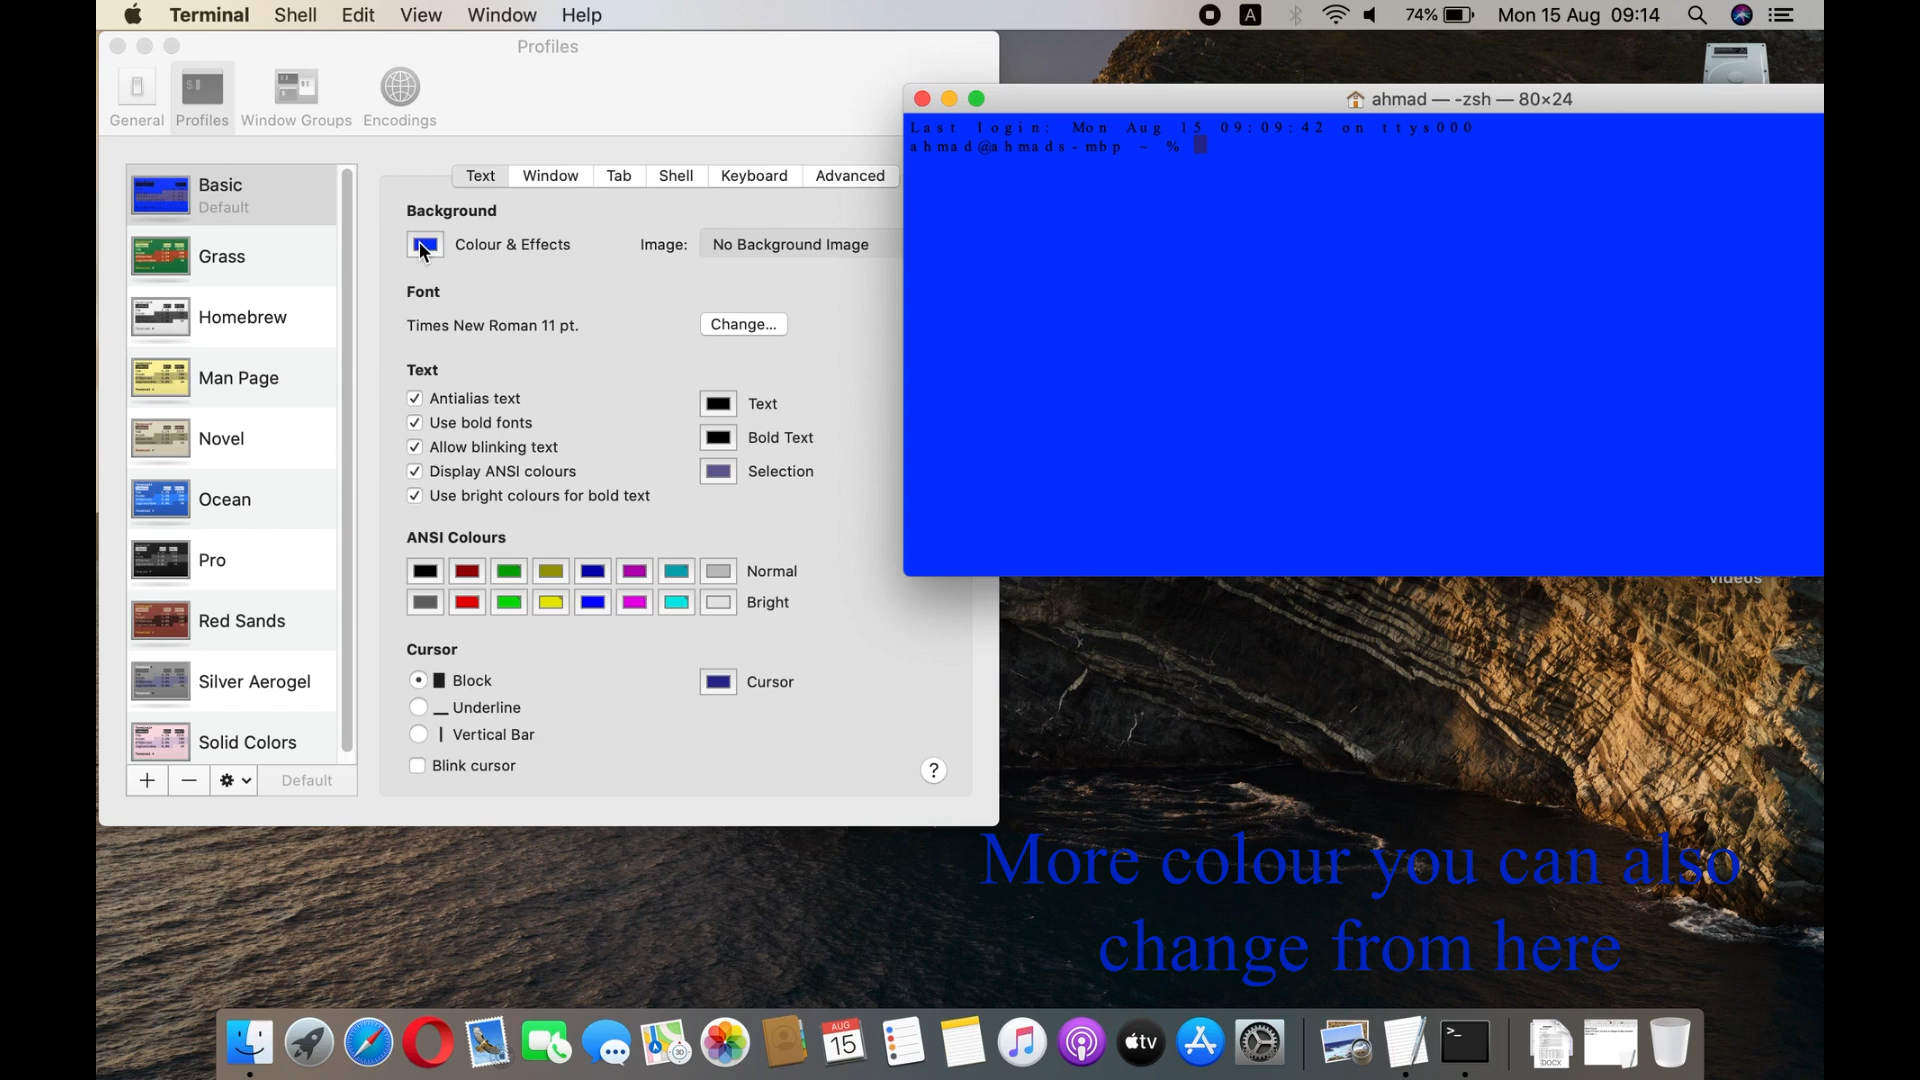 Terminal Shell Edit View Window Help
A 74% Mon 15 Aug 09:14
Profiles
General Profiles Window Groups Encodings
ahmad — -zsh — 80×24
Last login: Mon Aug 15 09:09:42 on ttys000
ahmad@ahmads-mbp ~ %
Basic
Default
Grass
Homebrew
Man Page
Novel
Ocean
Pro
Red Sands
Silver Aerogel
Solid Colors
Default
Text Window Tab Shell Keyboard Advanced
Background
Colour & Effects Image: No Background Image
Font
Times New Roman 11 pt. Change...
Text
Antialias text
Use bold fonts
Allow blinking text
Display ANSI colours
Use bright colours for bold text
Text
Bold Text
Selection
ANSI Colours
Normal
Bright
Cursor
Block
Underline
Vertical Bar
Blink cursor
Cursor
?
Videos
More colour you can also
change from here
AUG
15
tv
>_
DOCX